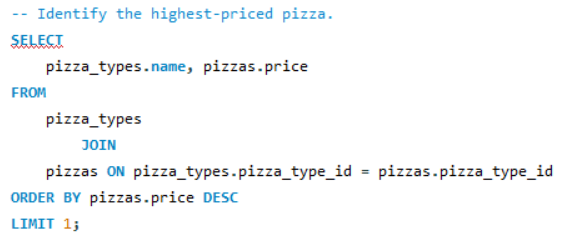 -- Identify the highest-priced pizza.
SELECT
pizza_types.name, pizzas.price
FROM
pizza_types
JOIN
pizzas ON pizza_types.pizza_type_id = pizzas.pizza_type_id
ORDER BY pizzas.price DESC
LIMIT 1;